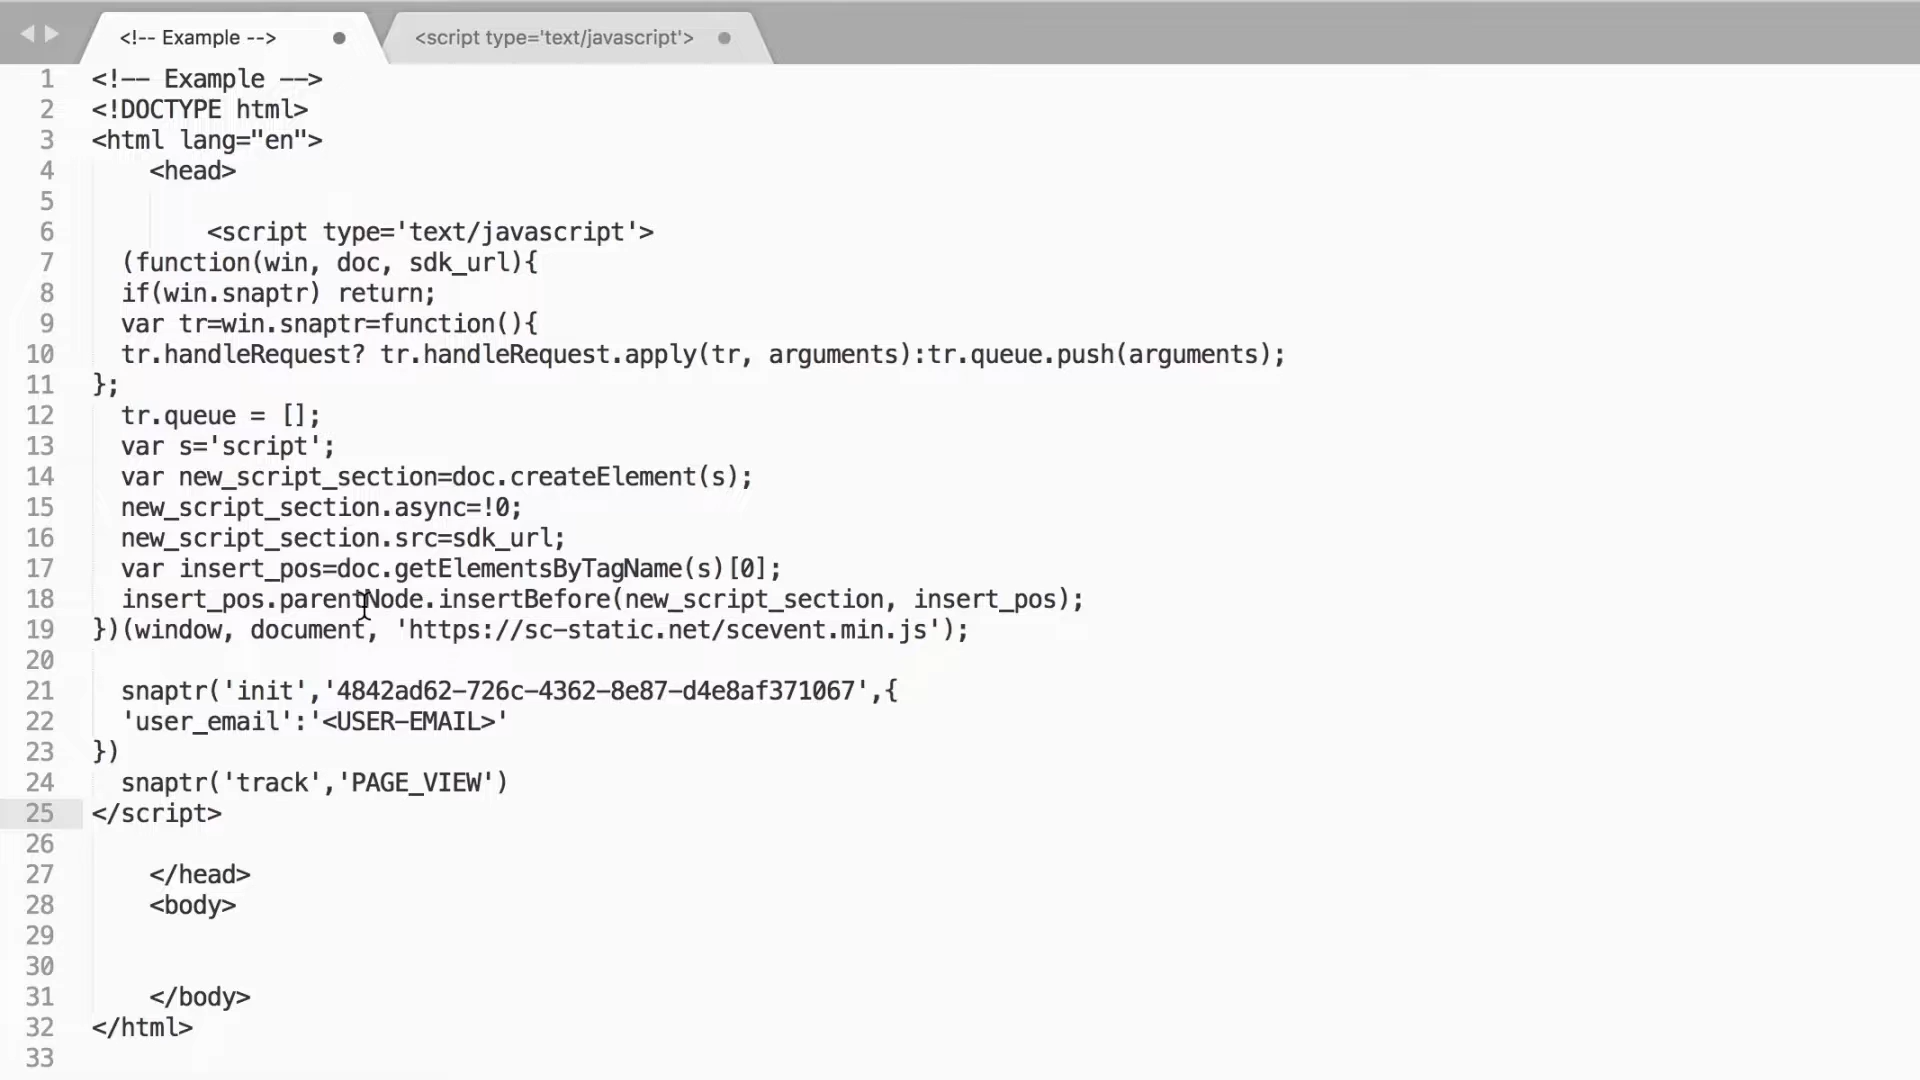 <!-- Example -->
<script type='text/javascript'>
1 <!-- Example -->
2 <!DOCTYPE html>
3 <html lang="en">
4 <head>
5
6 <script type='text/javascript'>
7 (function(win, doc, sdk_url){
8 if(win.snaptr) return;
9 var tr=win.snaptr=function(){
10 tr.handleRequest? tr.handleRequest.apply(tr, arguments):tr.queue.push(arguments);
11 };
12 tr.queue = [];
13 var s='script';
14 var new_script_section=doc.createElement(s);
15 new_script_section.async=!0;
16 new_script_section.src=sdk_url;
17 var insert_pos=doc.getElementsByTagName(s)[0];
18 insert_pos.parentNode.insertBefore(new_script_section, insert_pos);
19 })(window, document, 'https://sc-static.net/scevent.min.js');
20
21 snaptr('init','4842ad62-726c-4362-8e87-d4e8af371067',{
22 'user_email':'<USER-EMAIL>'
23 })
24 snaptr('track','PAGE_VIEW')
25 </script>
26
27 </head>
28 <body>
29
30
31 </body>
32 </html>
33